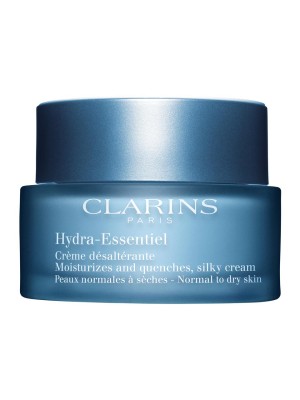 CLARINS
PARIS
Hydra-Essentiel
Crème désaltérante
Moisturizes and quenches, silky cream
Peaux normales à sèches - Normal to dry skin